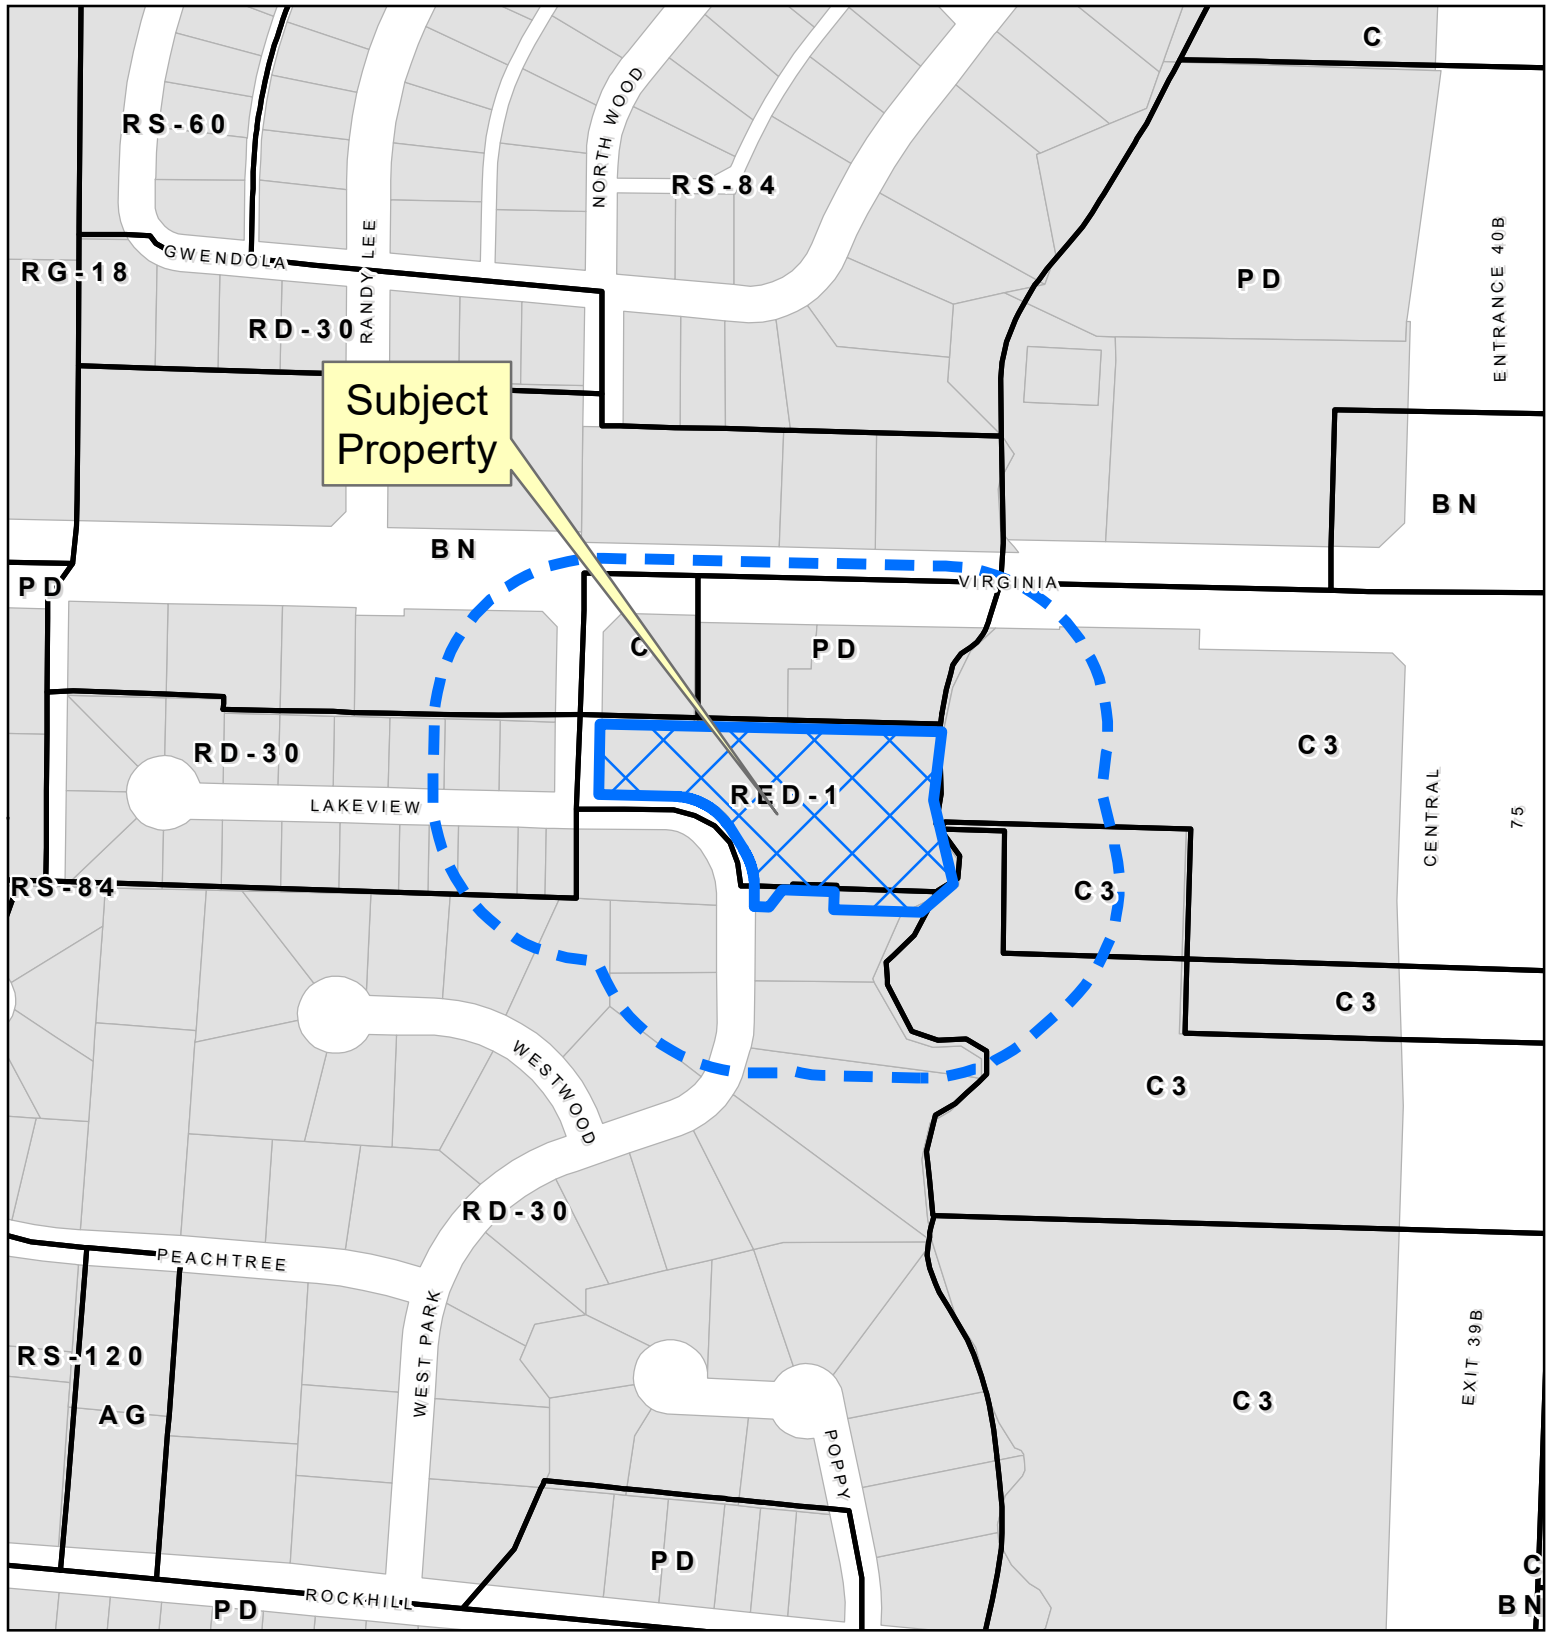 C
RS-60
NORTH WOOD
RS-84
RANDY LEE
GWENDOLA
RG-18
PD
ENTRANCE 40B
RD-30
Subject
Property
BN
BN
PD
VIRGINIA
C
PD
C3
RD-30
RED-1
LAKEVIEW
CENTRAL
75
RS-84
C3
C3
WESTWOOD
C3
RD-30
PEACHTREE
WEST PARK
EXIT 39B
RS-120
C3
AG
POPPY
PD
C
ROCKHILL
PD
BN